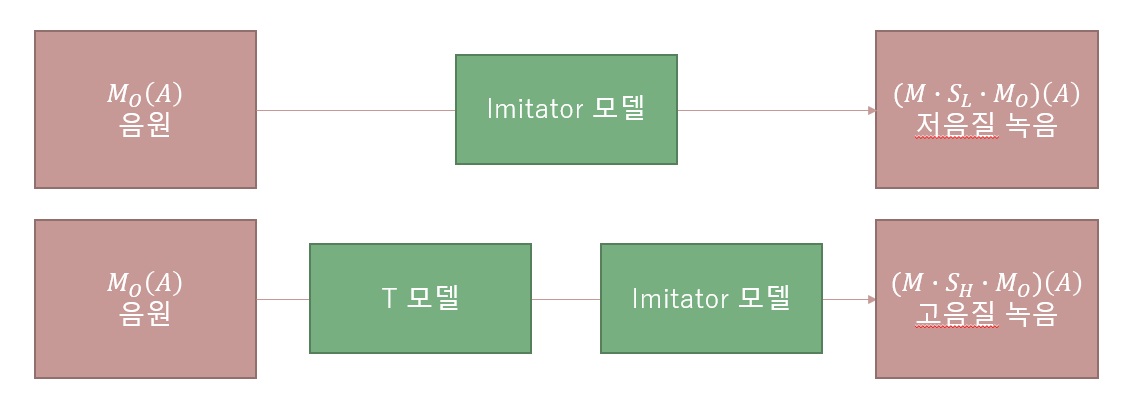 M_O(A)
음원
Imitator 모델
(M · S_L · M_O)(A)
저음질 녹음
M_O(A)
음원
T 모델
Imitator 모델
(M · S_H · M_O)(A)
고음질 녹음